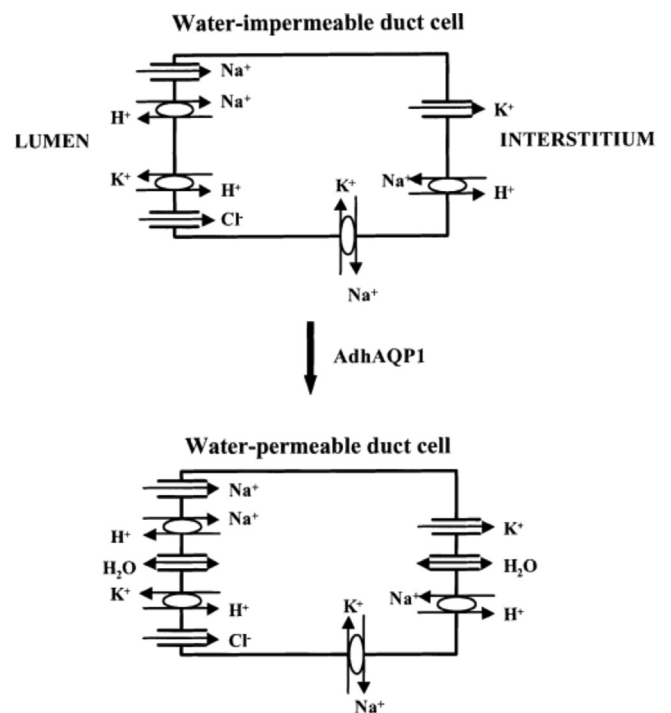 Water-impermeable duct cell
Na⁺
Na⁺
H⁺
K⁺
LUMEN
INTERSTITIUM
K⁺
H⁺
Na⁺
K⁺
H⁺
Cl⁻
Na⁺
AdhAQP1
Water-permeable duct cell
Na⁺
Na⁺
H⁺
K⁺
H₂O
H₂O
K⁺
H⁺
Na⁺
K⁺
H⁺
Cl⁻
Na⁺